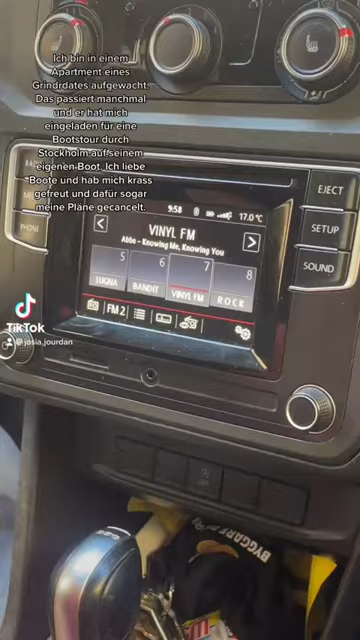 Ich bin in einem
Apartment eines
Grindrdates aufgewacht.
Das passiert manchmal
und er hat mich
eingeladen für eine
Bootstour durch
Stockholm auf seinem
eigenen Boot. Ich liebe
Boote und hab mich krass
gefreut und dafür sogar
meine Pläne gecancelt.
PHONE
EJECT
SETUP
SOUND
9:58
17.0 °C
VINYL FM
Abba - Knowing Me, Knowing You
5 6 7 8
LUGNA BANDIT VINYL FM ROCK
FM 2
TikTok
@josia.jourdan
BYGGARE